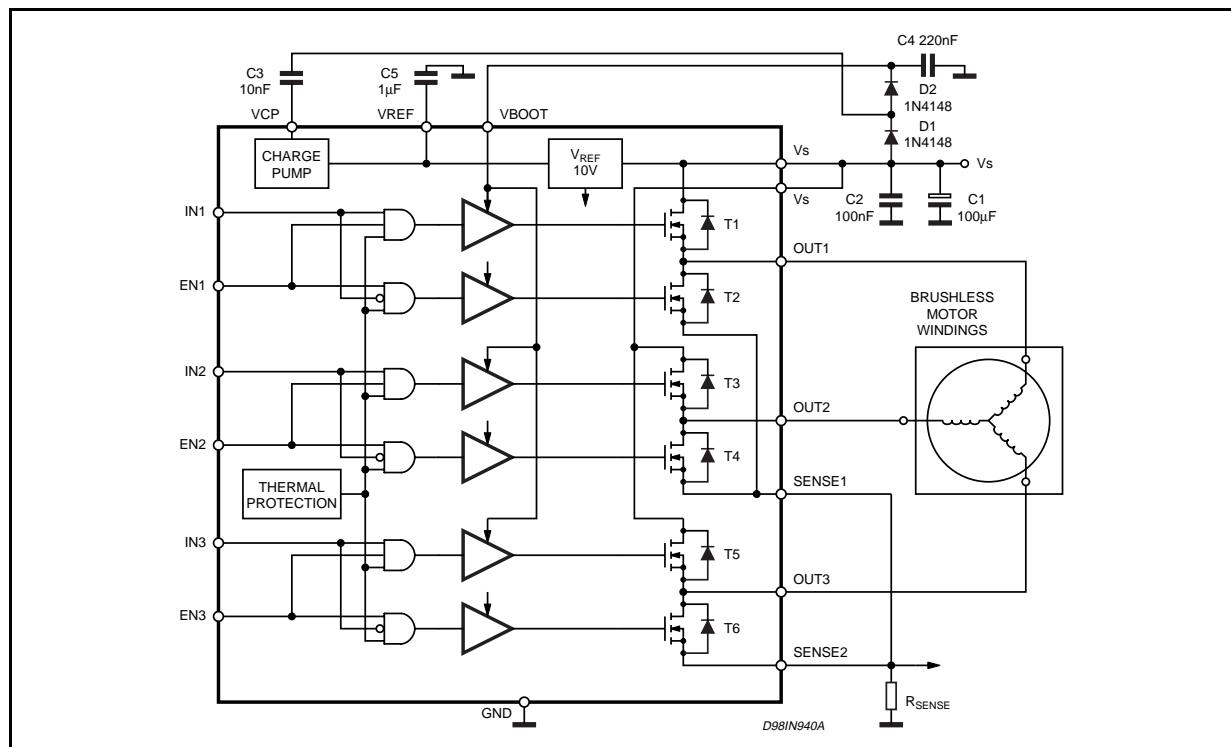 C4 220nF
C3
10nF
C5
1µF
D2
1N4148
VCP
VREF
VBOOT
D1
1N4148
CHARGE
PUMP
VREF
10V
Vs
Vs
Vs
C2
100nF
C1
100µF
IN1
T1
OUT1
EN1
T2
BRUSHLESS
MOTOR
WINDINGS
IN2
T3
OUT2
EN2
T4
THERMAL
PROTECTION
SENSE1
IN3
T5
OUT3
EN3
T6
SENSE2
RSENSE
GND
D98IN940A